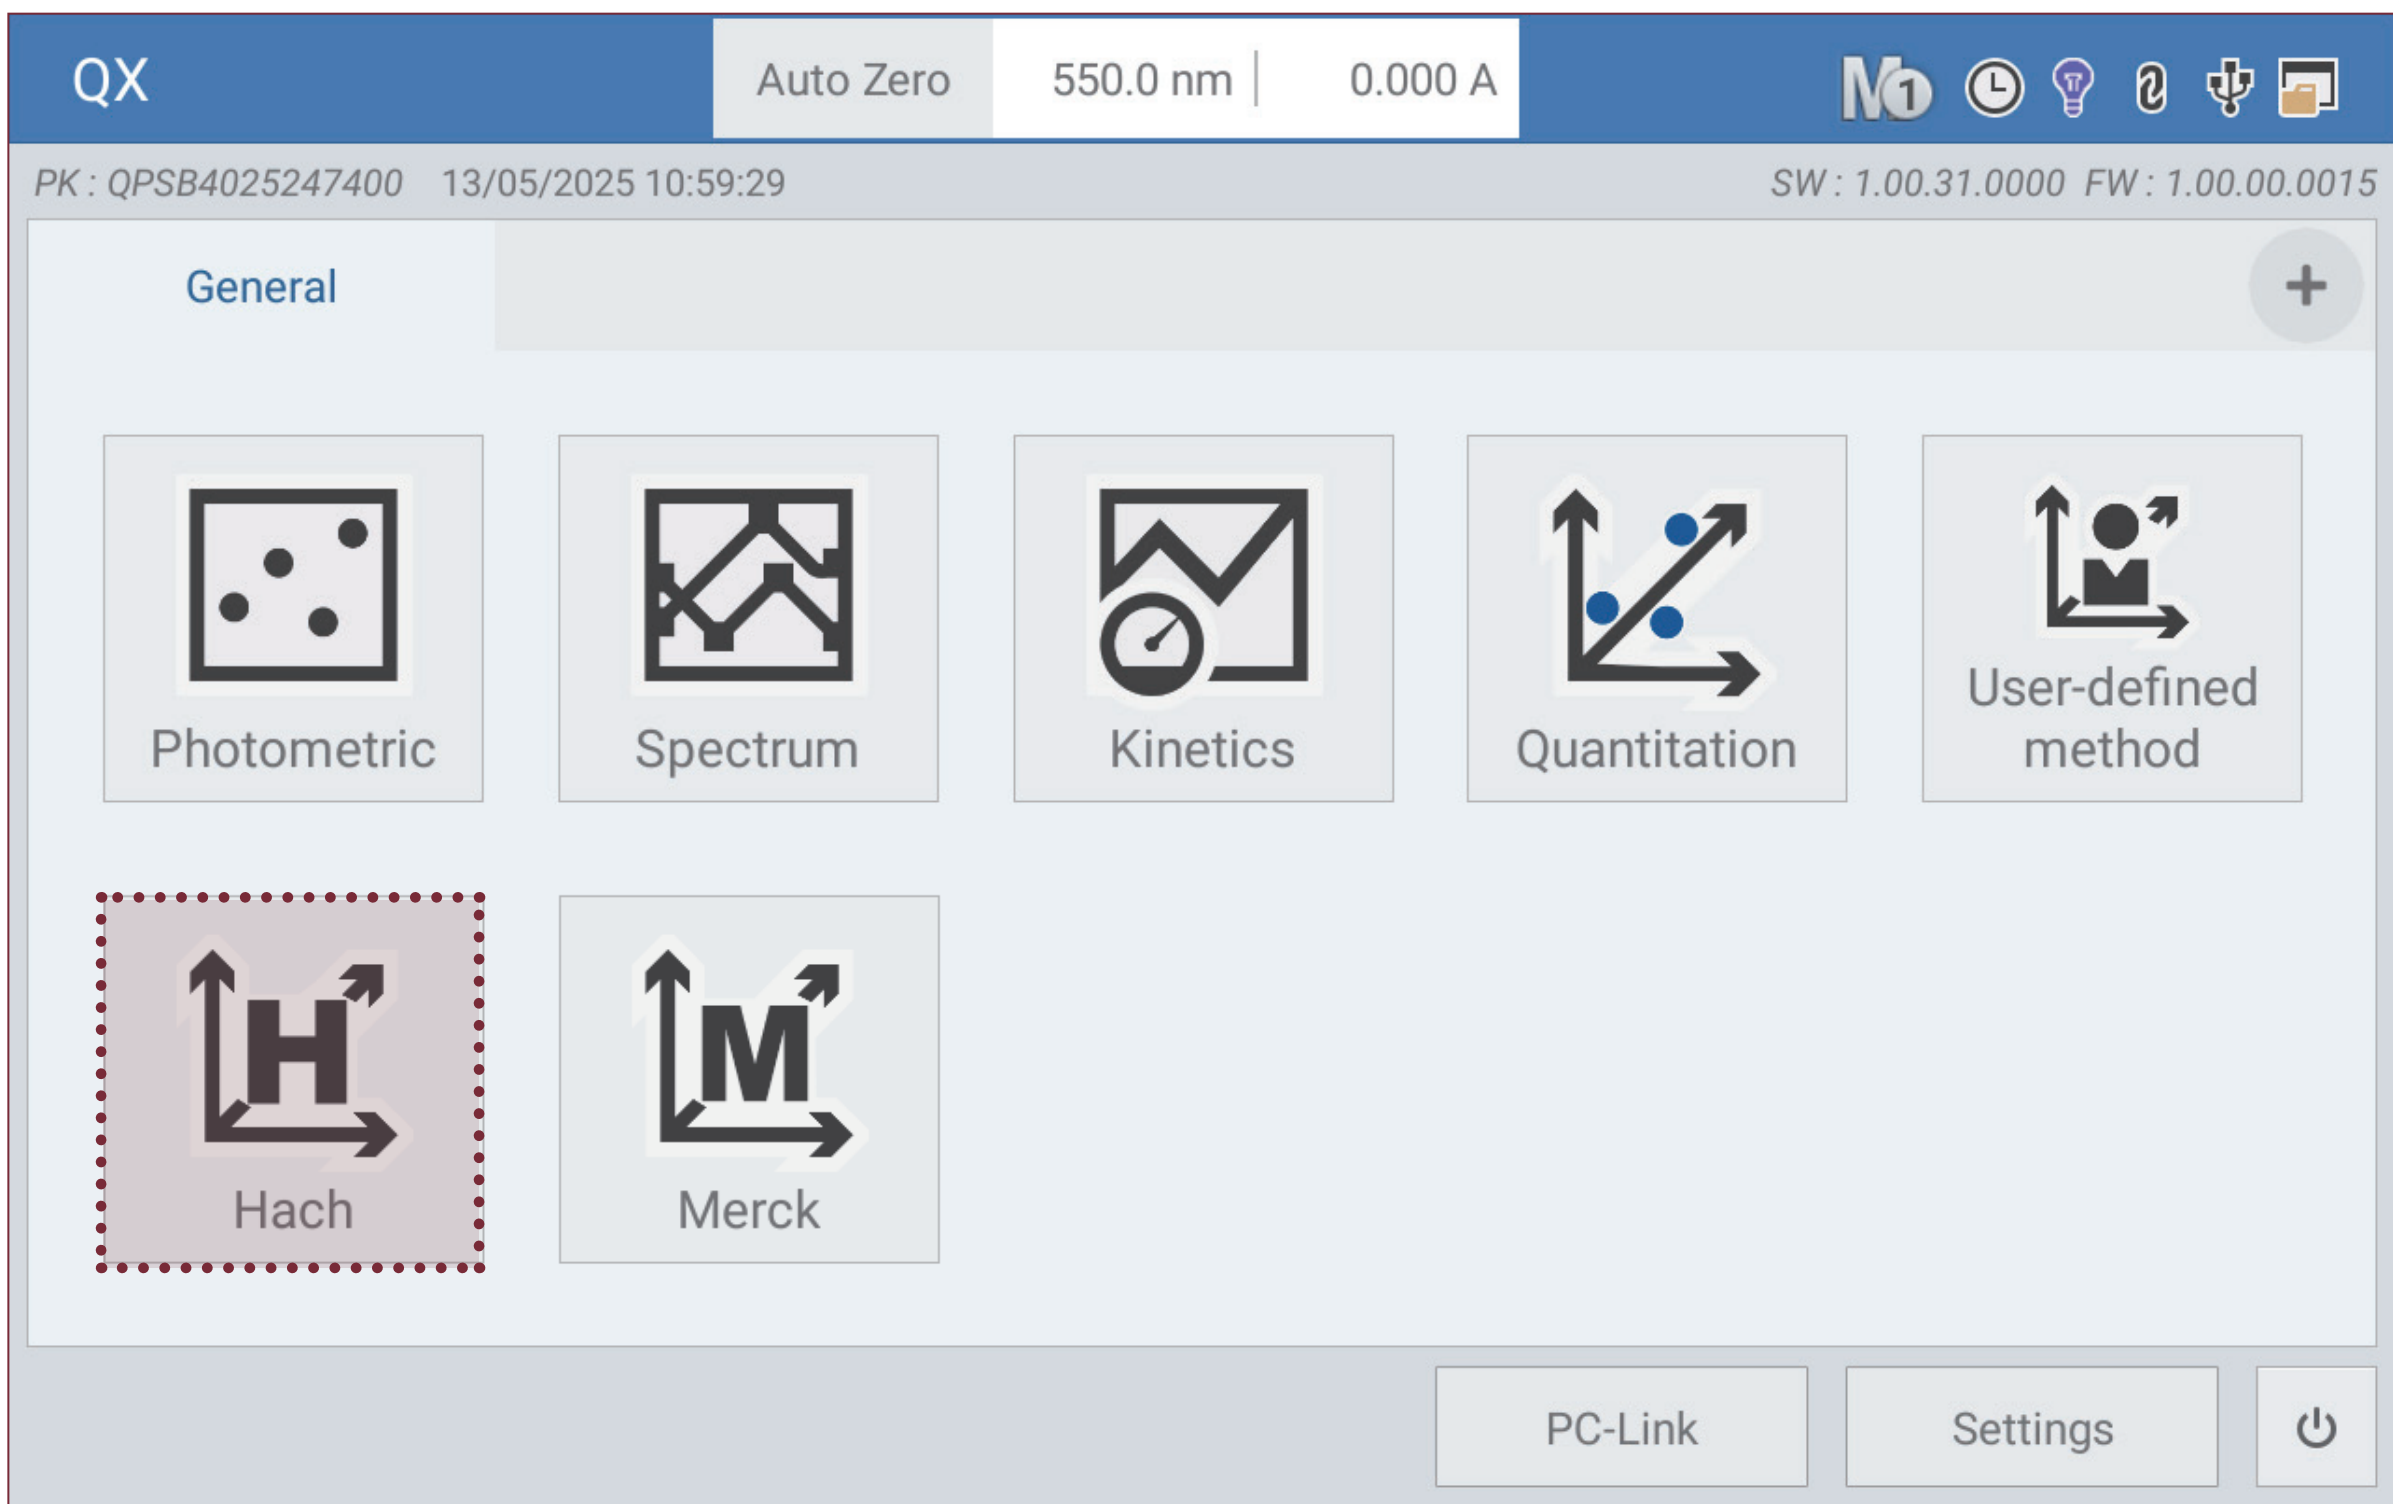 QX
Auto Zero 550.0 nm 0.000 A
M1
PK : QPSB4025247400 13/05/2025 10:59:29
SW : 1.00.31.0000 FW : 1.00.00.0015
General
+
Photometric
Spectrum
Kinetics
Quantitation
User-defined
method
H
Hach
M
Merck
PC-Link
Settings